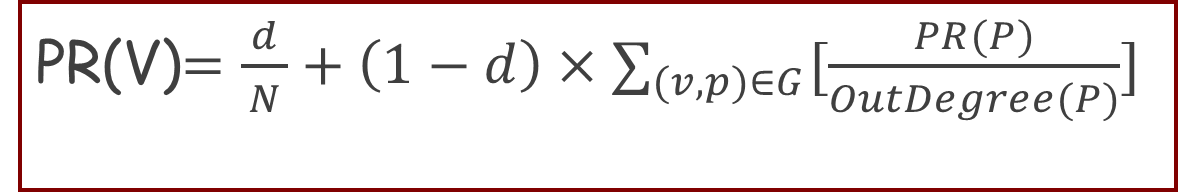 PR(V)= d/N + (1 − d) × ∑(v,p)∈G [PR(P)/OutDegree(P)]